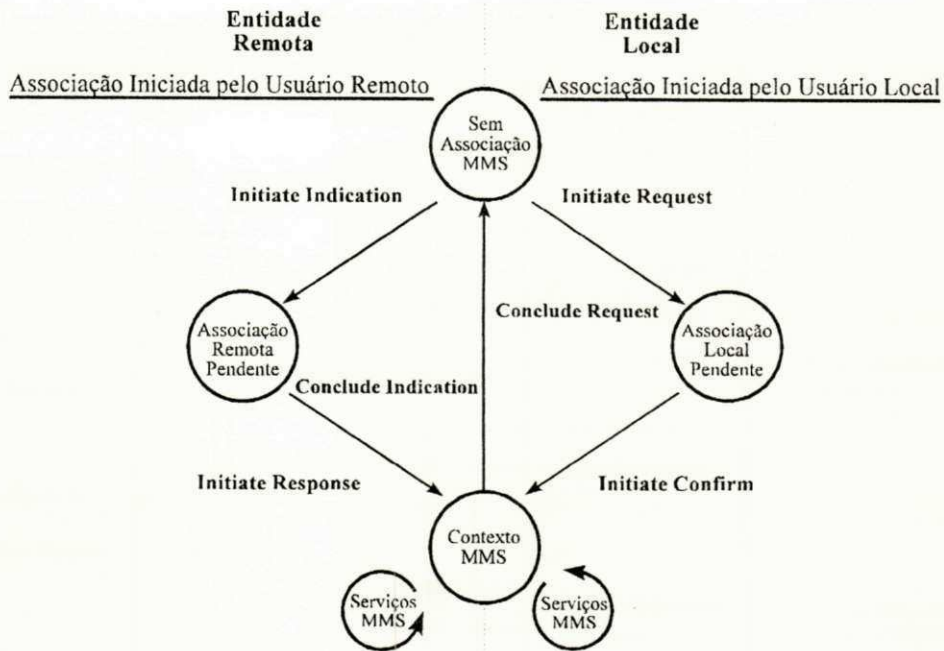 Entidade
Remota
Entidade
Local
Associação Iniciada pelo Usuário Remoto
Associação Iniciada pelo Usuário Local
Sem
Associação
MMS
Initiate Indication
Initiate Request
Conclude Request
Associação
Remota
Pendente
Associação
Local
Pendente
Conclude Indication
Initiate Response
Initiate Confirm
Contexto
MMS
Serviços
MMS
Serviços
MMS